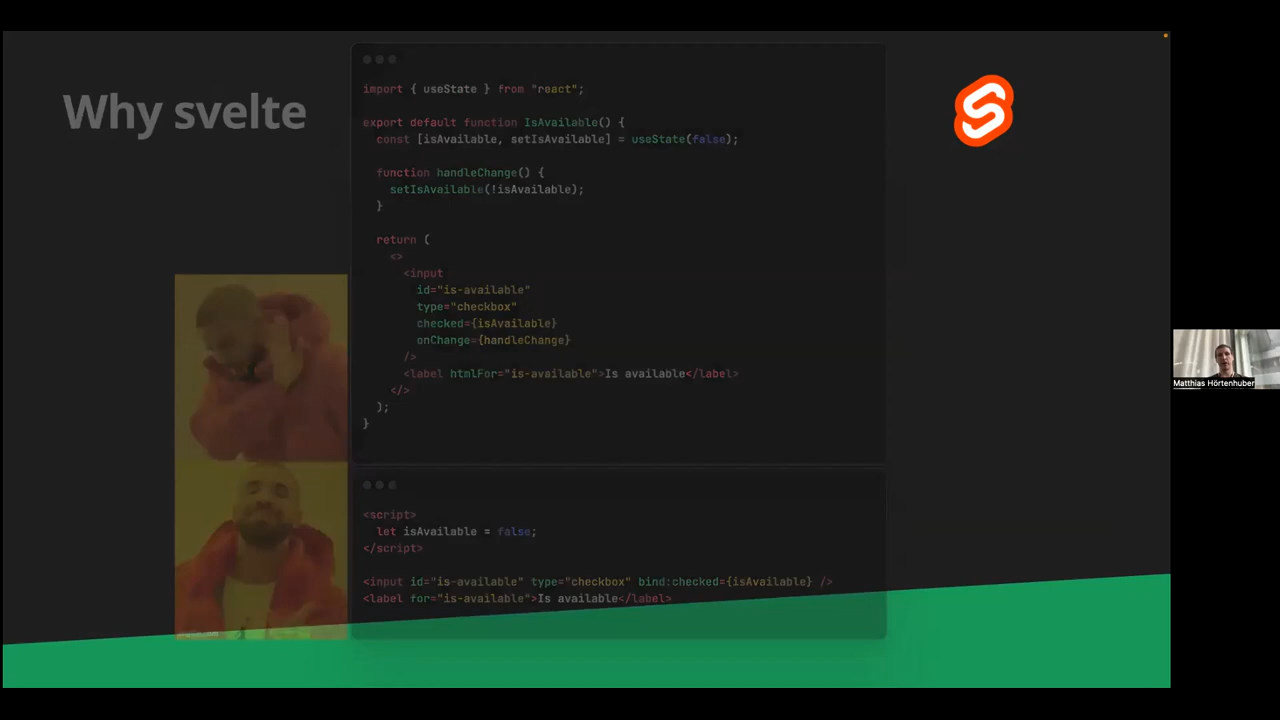 Why svelte
import { useState } from "react";
export default function IsAvailable() {
const [isAvailable, setIsAvailable] = useState(false);
function handleChange() {
setIsAvailable(!isAvailable);
}
return (
<>
<input
id="is-available"
type="checkbox"
checked={isAvailable}
onChange={handleChange}
/>
<label htmlFor="is-available">Is available</label>
</>
);
}
<script>
let isAvailable = false;
</script>
<input id="is-available" type="checkbox" bind:checked={isAvailable} />
<label for="is-available">Is available</label>
Matthias Hörtenhuber